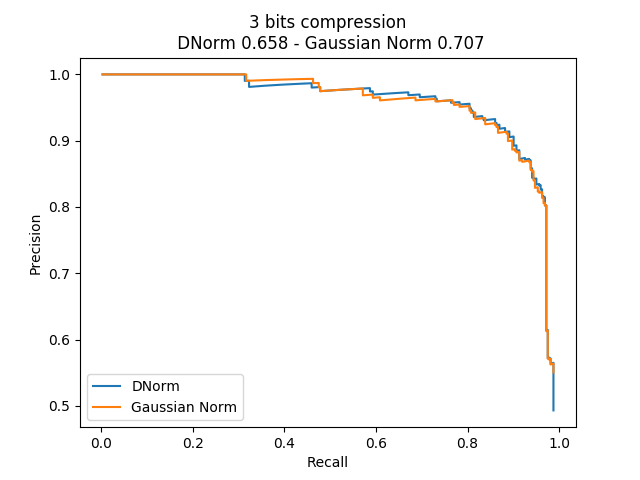 3 bits compression
DNorm 0.658 - Gaussian Norm 0.707
1.0
0.9
0.8
0.7
0.6
0.5
Precision
DNorm
Gaussian Norm
0.0 0.2 0.4 0.6 0.8 1.0
Recall